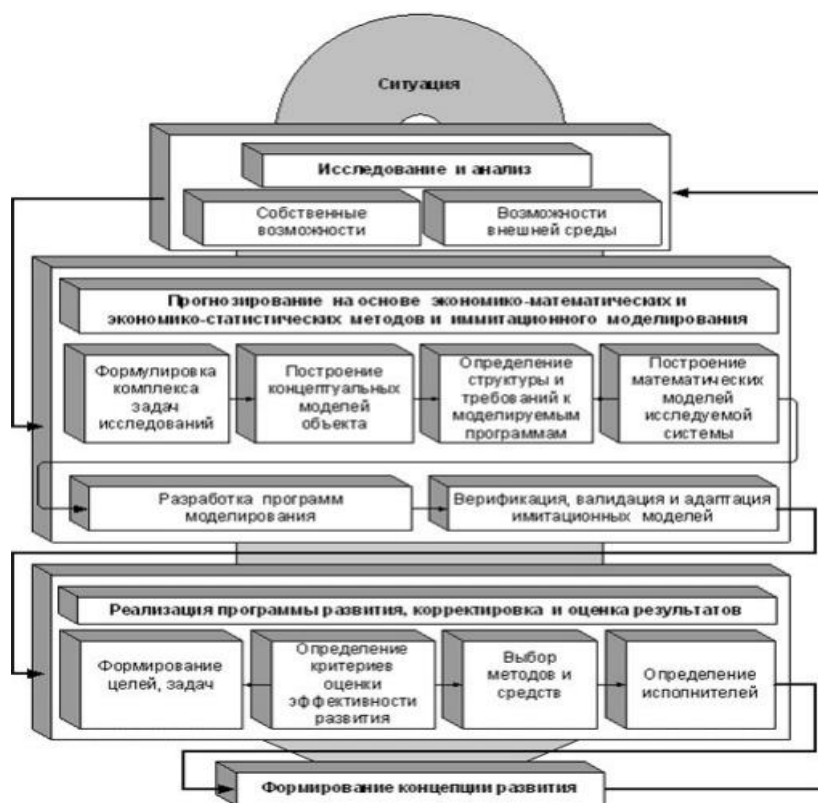 Ситуация
Исследование и анализ
Собственные
возможности
Возможности
внешней среды
Прогнозирование на основе экономико-математических и
экономико-статистических методов и иммитационного моделирования
Формулировка
комплекса
задач
исследований
Построение
концептуальных
моделей
объекта
Определение
структуры и
требований к
моделируемым
программам
Построение
математических
моделей
исследуемой
системы
Разработка программ
моделирования
Верификация, валидация и адаптация
имитационных моделей
Реализация программы развития, корректировка и оценка результатов
Формирование
целей, задач
Определение
критериев
оценки
эффективности
развития
Выбор
методов и
средств
Определение
исполнителей
Формирование концепции развития